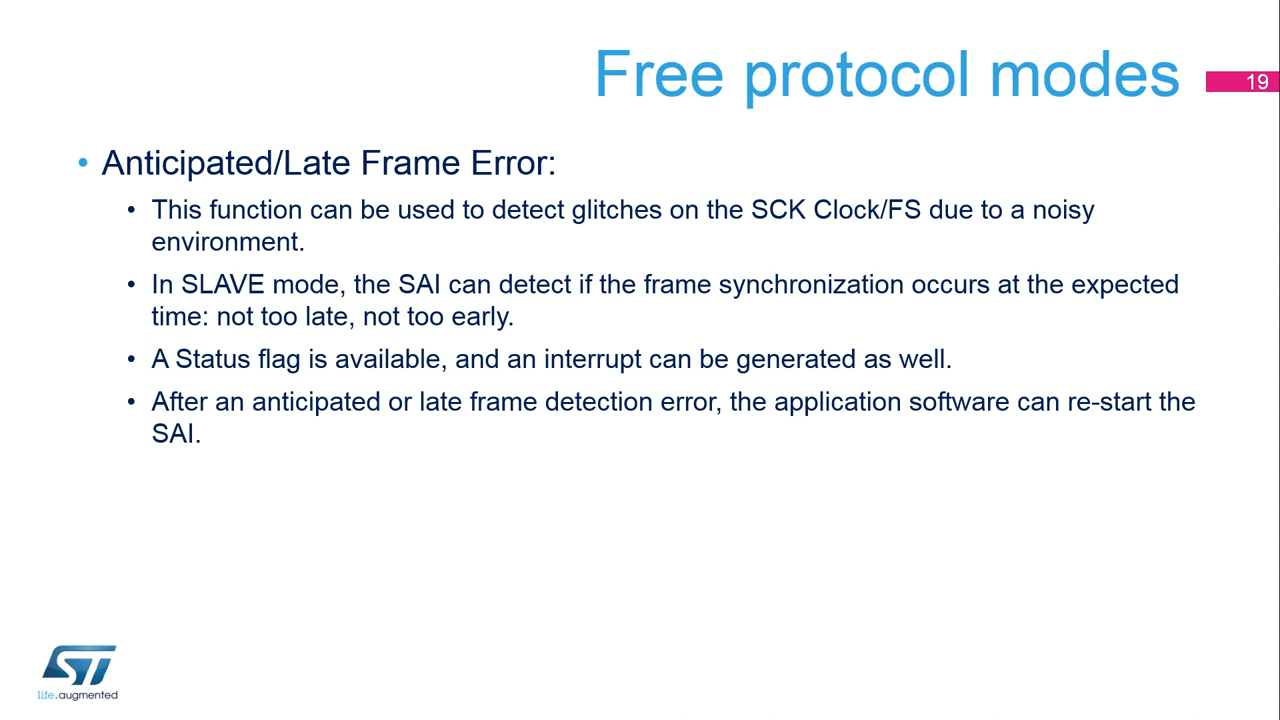 Free protocol modes
19
• Anticipated/Late Frame Error:
• This function can be used to detect glitches on the SCK Clock/FS due to a noisy
environment.
• In SLAVE mode, the SAI can detect if the frame synchronization occurs at the expected
time: not too late, not too early.
• A Status flag is available, and an interrupt can be generated as well.
• After an anticipated or late frame detection error, the application software can re-start the
SAI.
ST
life.augmented